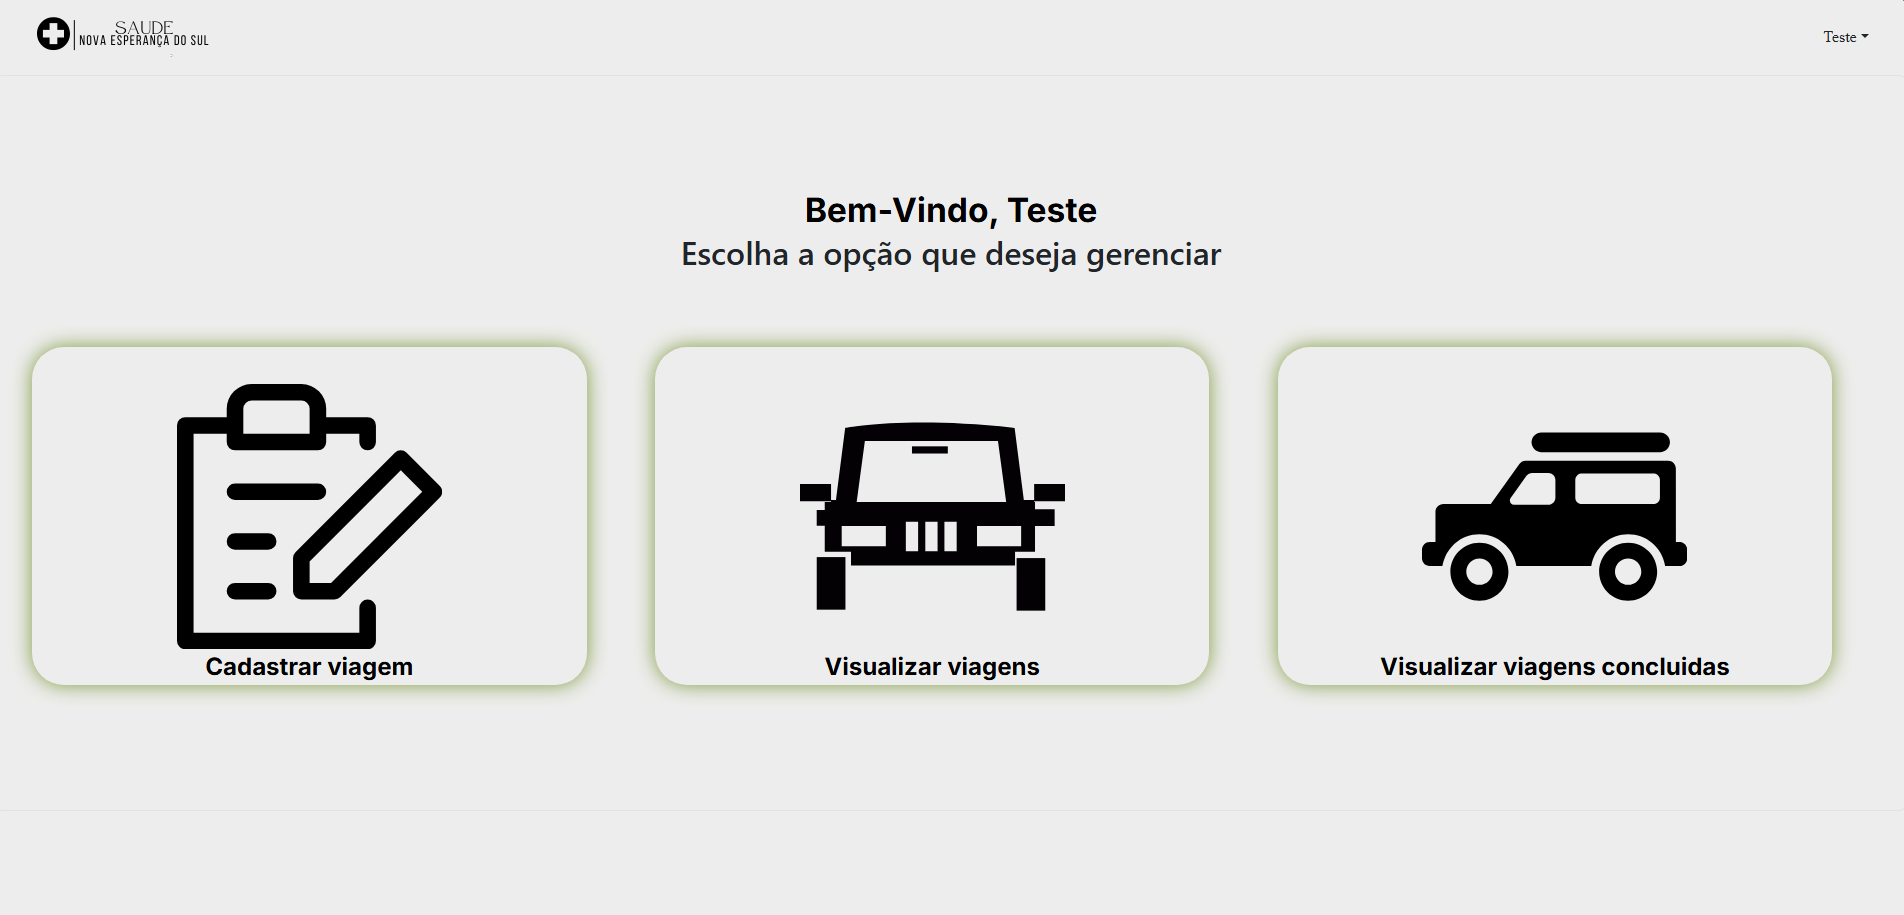 SAUDE
NOVA ESPERANÇA DO SUL
Teste
Bem-Vindo, Teste
Escolha a opção que deseja gerenciar
Cadastrar viagem
Visualizar viagens
Visualizar viagens concluidas